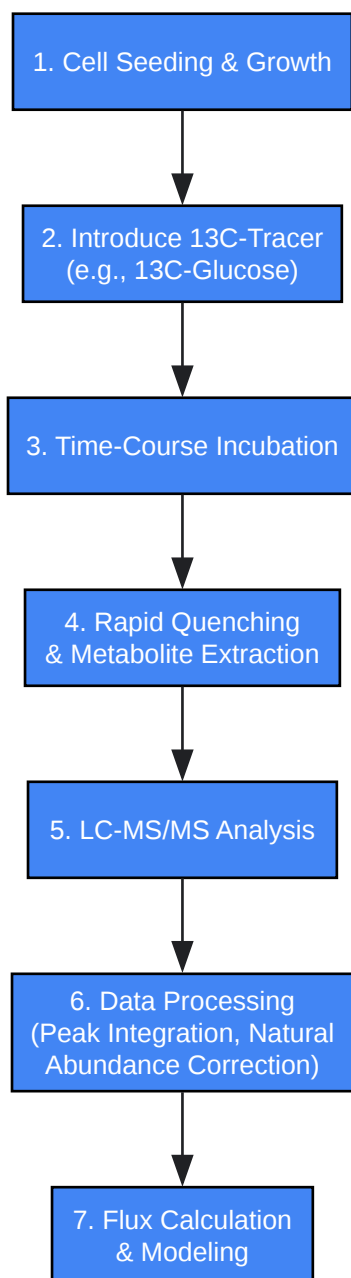 1. Cell Seeding & Growth
2. Introduce 13C-Tracer
(e.g., 13C-Glucose)
3. Time-Course Incubation
4. Rapid Quenching
& Metabolite Extraction
5. LC-MS/MS Analysis
6. Data Processing
(Peak Integration, Natural
Abundance Correction)
7. Flux Calculation
& Modeling